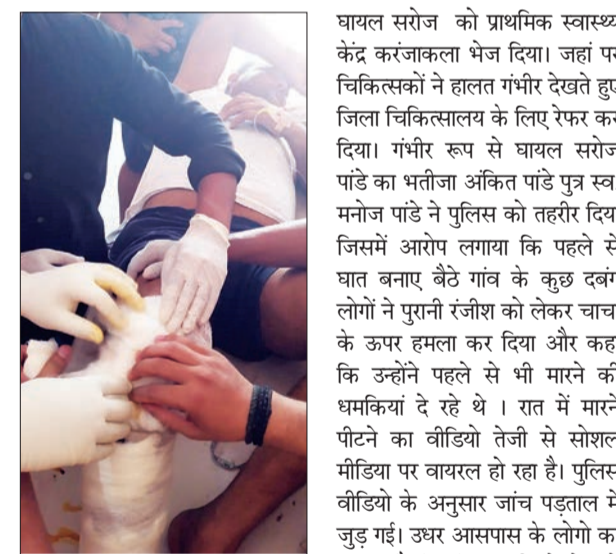 घायल सरोज को प्राथमिक स्वास्थ्य
केंद्र करंजाकला भेज दिया। जहां पर
चिकित्सकों ने हालत गंभीर देखते हुए
जिला चिकित्सालय के लिए रेफर कर
दिया। गंभीर रूप से घायल सरोज
पांडे का भतीजा अंकित पांडे पुत्र स्व
मनोज पांडे ने पुलिस को तहरीर दिया
जिसमें आरोप लगाया कि पहले से
घात बनाए बैठे गांव के कुछ दबंग
लोगों ने पुरानी रंजीश को लेकर चाचा
के ऊपर हमला कर दिया और कहा
कि उन्होंने पहले से भी मारने की
धमकियां दे रहे थे । रात में मारने
पीटने का वीडियो तेजी से सोशल
मीडिया पर वायरल हो रहा है। पुलिस
वीडियो के अनुसार जांच पड़ताल में
जुड़ गई। उधर आसपास के लोगो का